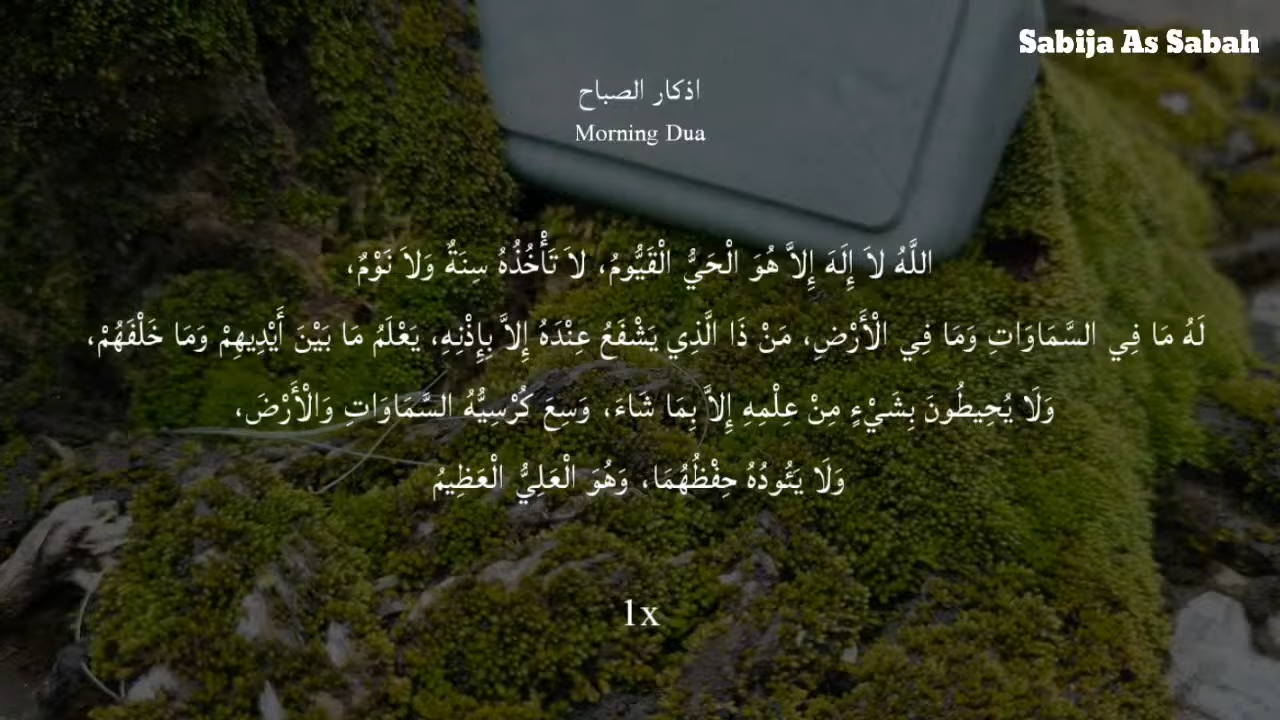 Sabija As Sabah
اذكار الصباح
Morning Dua
اللَّهُ لاَ إِلَهَ إِلاَّ هُوَ الْحَيُّ الْقَيُّومُ، لاَ تَأْخُذُهُ سِنَةٌ وَلاَ نَوْمٌ،
لَهُ مَا فِي السَّمَاوَاتِ وَمَا فِي الْأَرْضِ، مَنْ ذَا الَّذِي يَشْفَعُ عِنْدَهُ إِلاَّ بِإِذْنِهِ، يَعْلَمُ مَا بَيْنَ أَيْدِيهِمْ وَمَا خَلْفَهُمْ،
وَلَا يُحِيطُونَ بِشَيْءٍ مِنْ عِلْمِهِ إِلاَّ بِمَا شَاءَ، وَسِعَ كُرْسِيُّهُ السَّمَاوَاتِ وَالْأَرْضَ،
وَلَا يَئُودُهُ حِفْظُهُمَا، وَهُوَ الْعَلِيُّ الْعَظِيمُ
1x